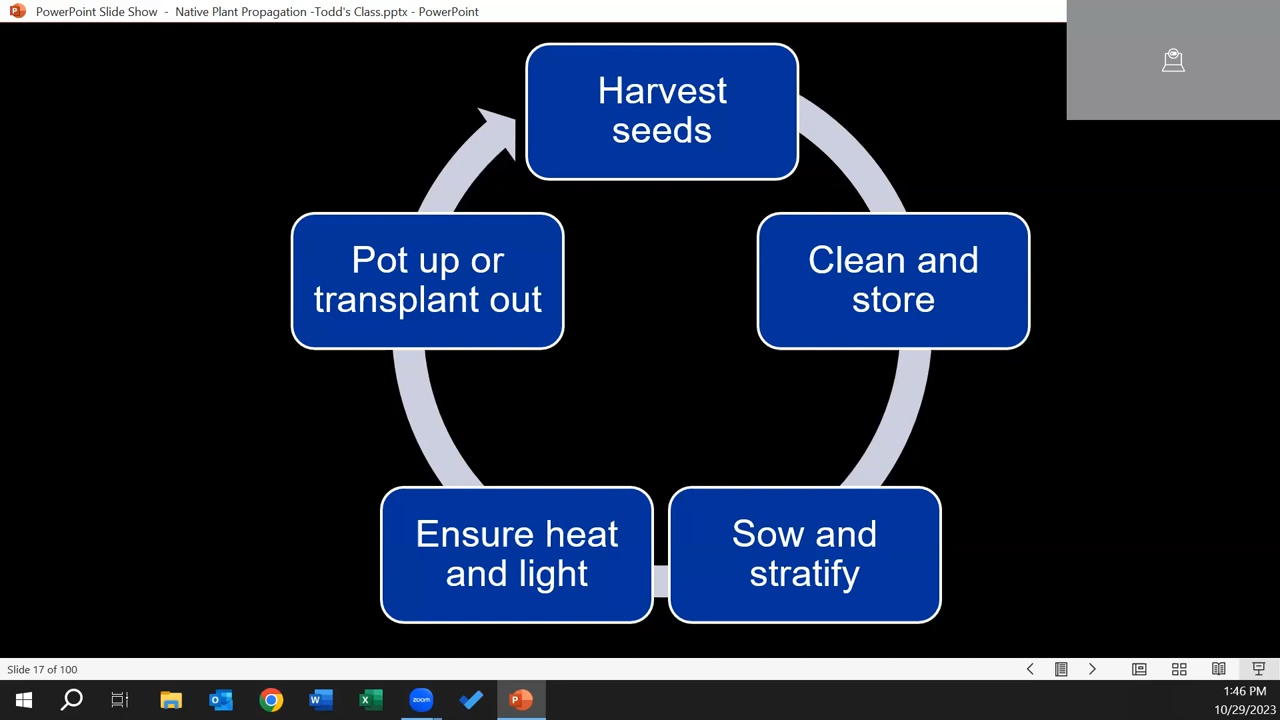 PowerPoint Slide Show - Native Plant Propagation -Todd's Class.pptx - PowerPoint
Harvest
seeds
Pot up or
transplant out
Clean and
store
Ensure heat
and light
Sow and
stratify
Slide 17 of 100
zoom
1:46 PM
10/29/2023